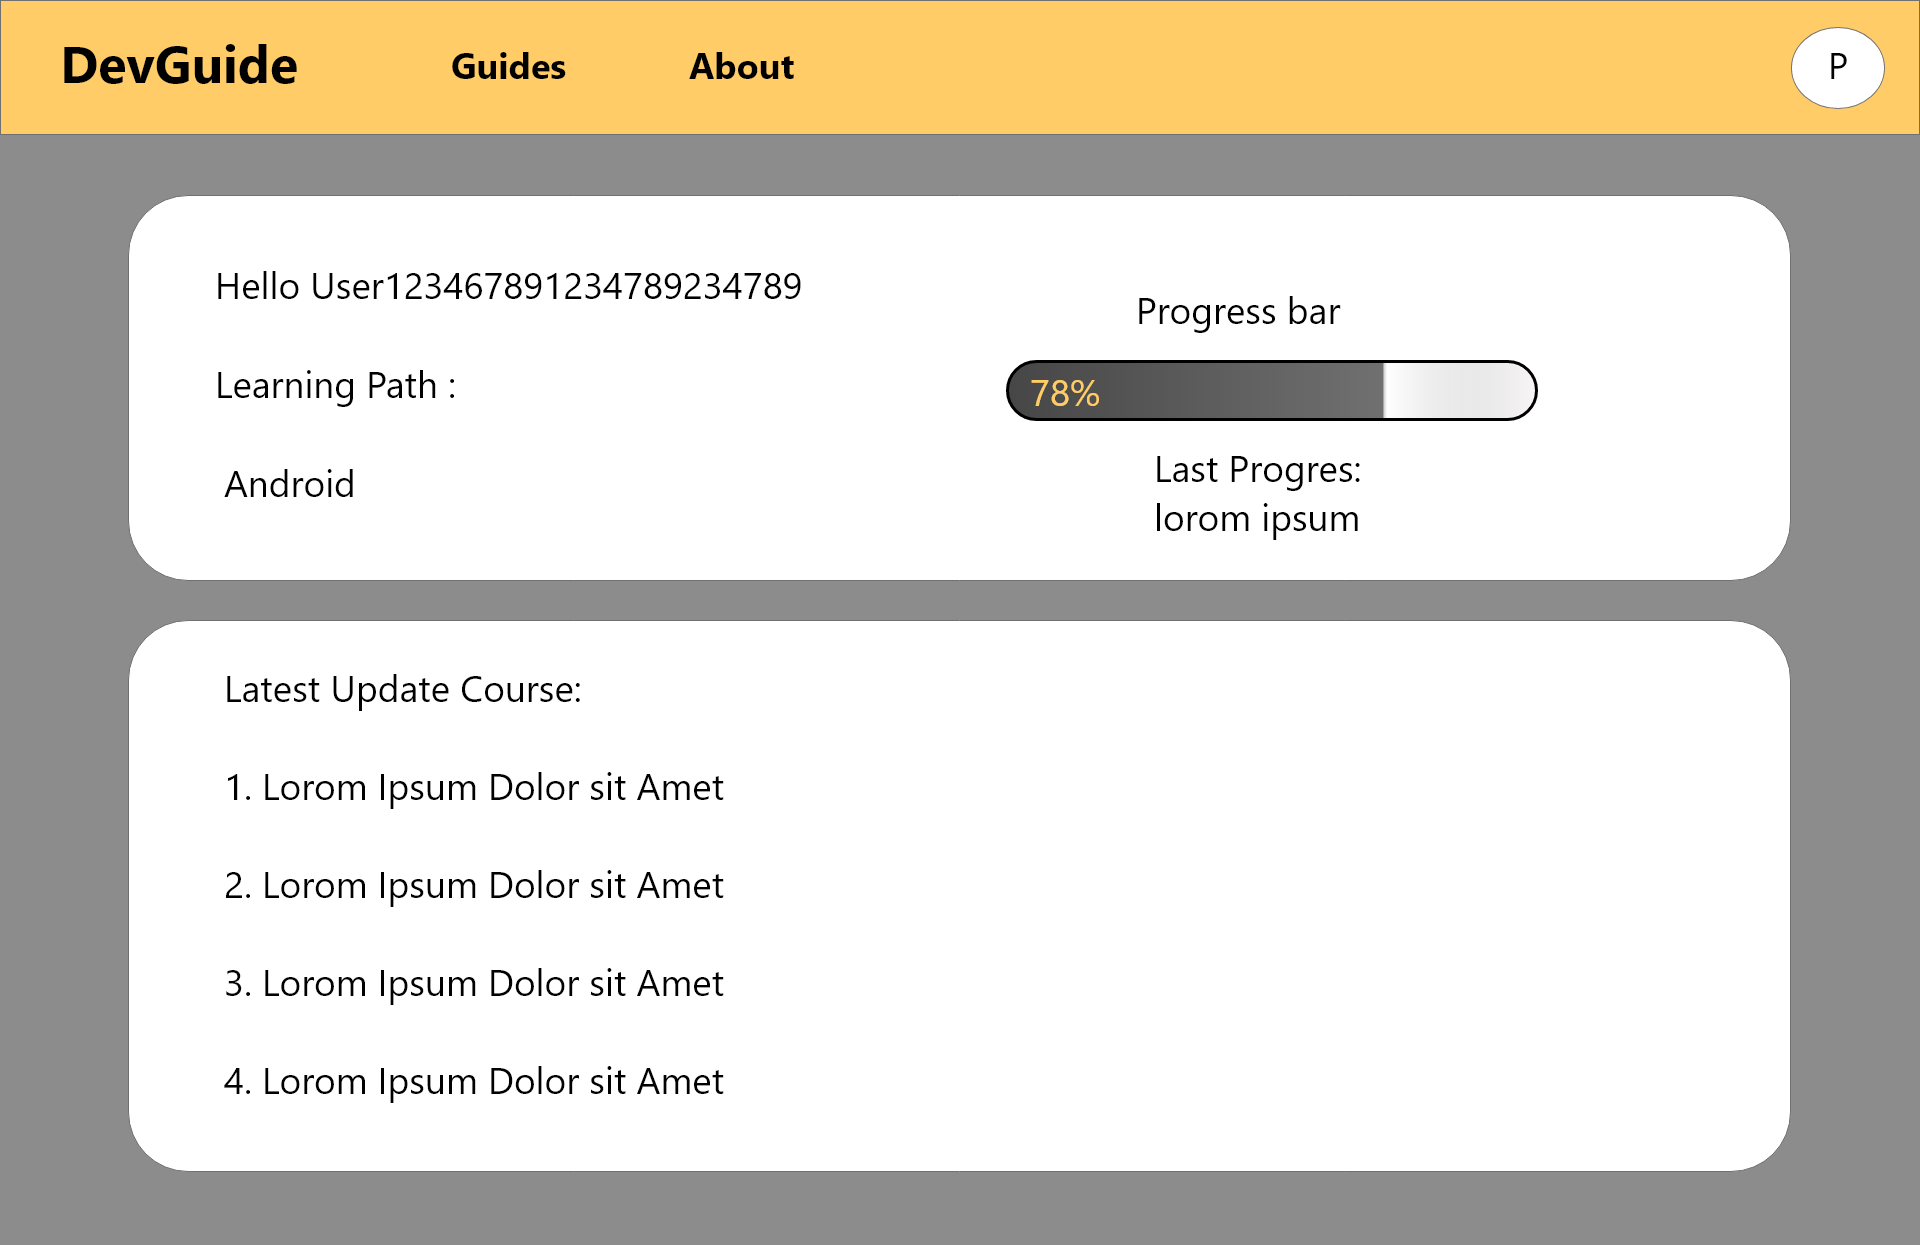 DevGuide Guides About P
Hello User123467891234789234789
Learning Path :
Android
Progress bar
78%
Last Progres:
lorom ipsum
Latest Update Course:
1. Lorom Ipsum Dolor sit Amet
2. Lorom Ipsum Dolor sit Amet
3. Lorom Ipsum Dolor sit Amet
4. Lorom Ipsum Dolor sit Amet